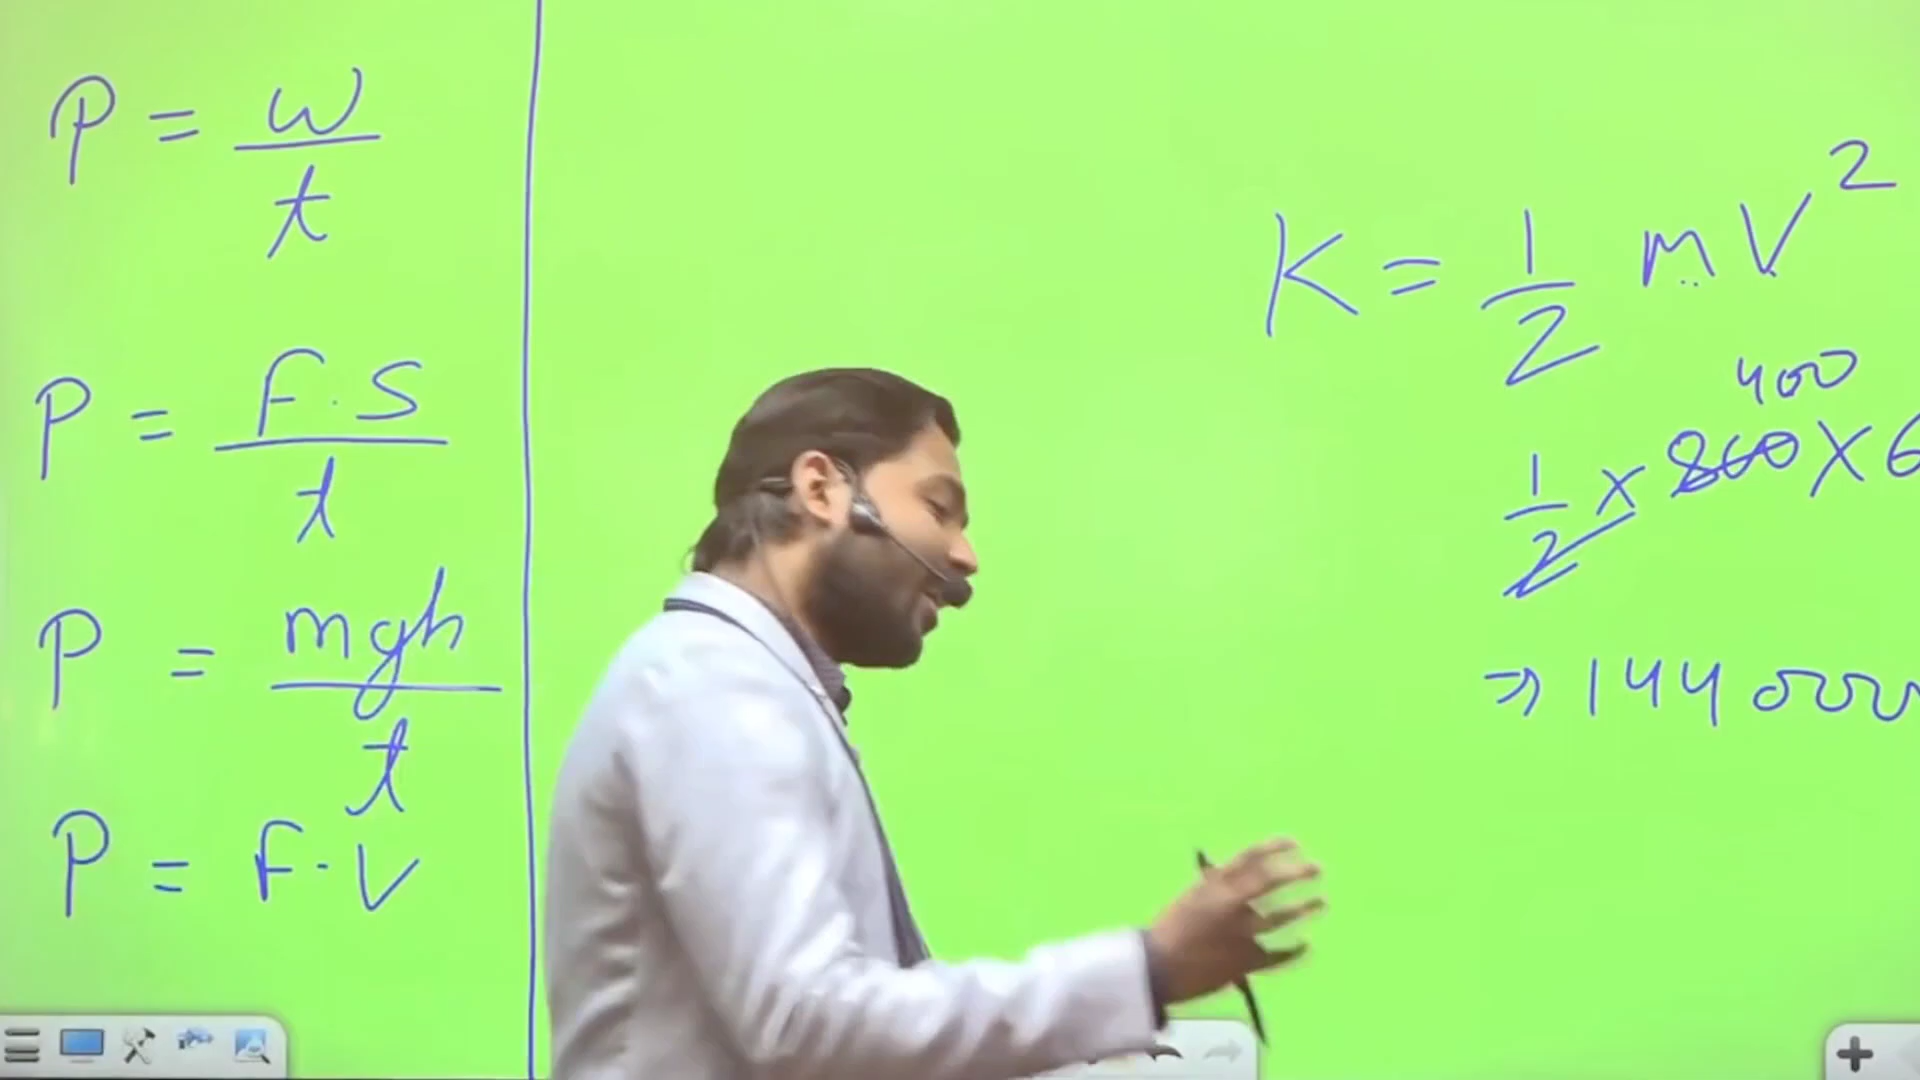 P = w/t
P = F.S/t
P = mgh/t
P = F.V
K = 1/2 mV²
400
1/2 × 800 × 6
⇒ 144000